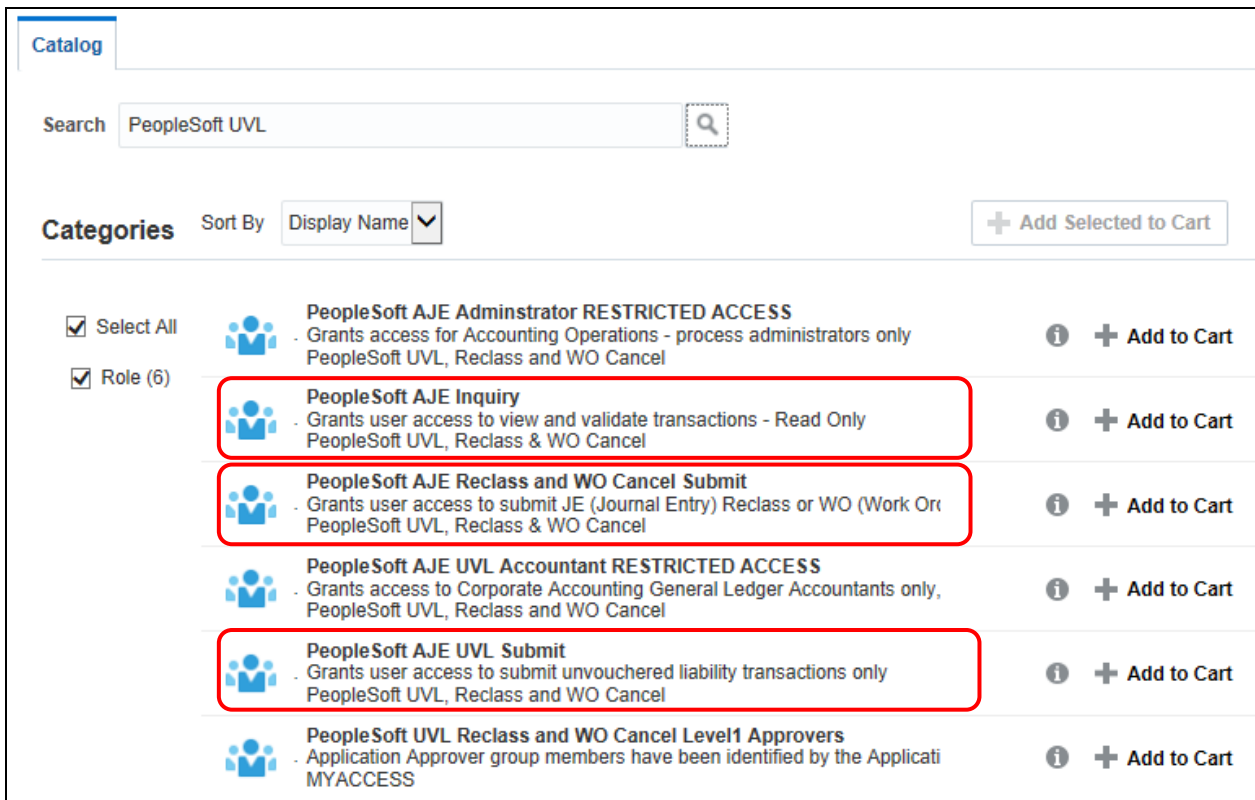 Catalog
Search PeopleSoft UVL
Categories Sort By Display Name Add Selected to Cart
Select All
Role (6)
PeopleSoft AJE Adminstrator RESTRICTED ACCESS
. Grants access for Accounting Operations - process administrators only
PeopleSoft UVL, Reclass and WO Cancel
Add to Cart
PeopleSoft AJE Inquiry
. Grants user access to view and validate transactions - Read Only
PeopleSoft UVL, Reclass & WO Cancel
Add to Cart
PeopleSoft AJE Reclass and WO Cancel Submit
. Grants user access to submit JE (Journal Entry) Reclass or WO (Work Orc
PeopleSoft UVL, Reclass & WO Cancel
Add to Cart
PeopleSoft AJE UVL Accountant RESTRICTED ACCESS
. Grants access to Corporate Accounting General Ledger Accountants only,
PeopleSoft UVL, Reclass and WO Cancel
Add to Cart
PeopleSoft AJE UVL Submit
. Grants user access to submit unvouchered liability transactions only
PeopleSoft UVL, Reclass and WO Cancel
Add to Cart
PeopleSoft UVL Reclass and WO Cancel Level1 Approvers
. Application Approver group members have been identified by the Applicati
MYACCESS
Add to Cart